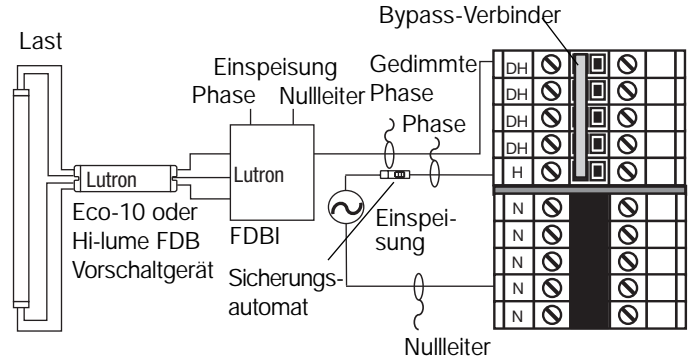 Bypass-Verbinder
Last
Einspeisung
Phase Nullleiter
Gedimmte
Phase
Phase
Lutron
Eco-10 oder
Hi-lume FDB
Vorschaltgerät
Lutron
FDBI
Sicherungs-
automat
Einspei-
sung
Nullleiter
DH
DH
DH
DH
H
N
N
N
N
N